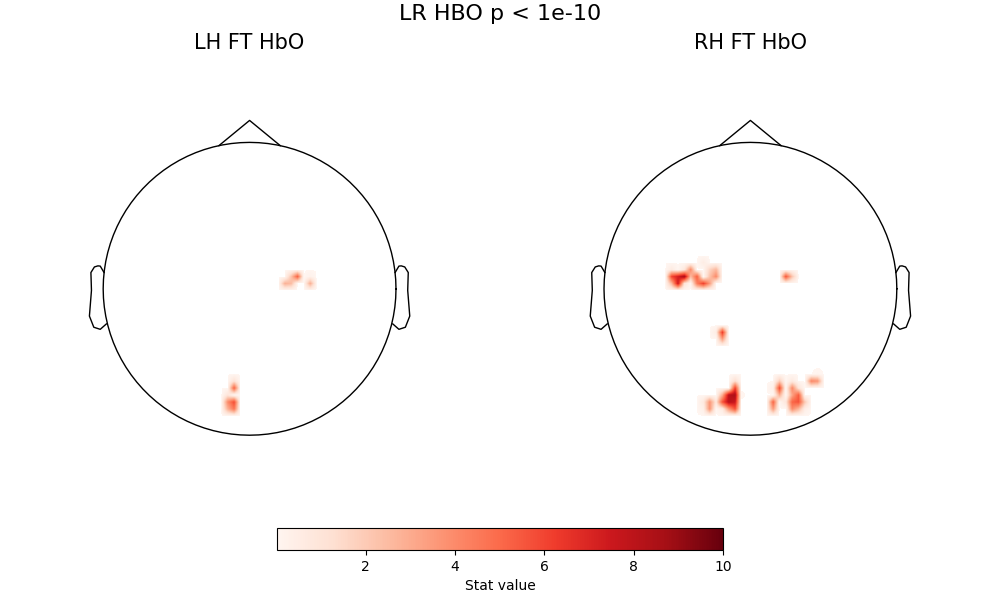 LR HBO p < 1e-10
LH FT HbO
RH FT HbO
2 4 6 8 10
Stat value